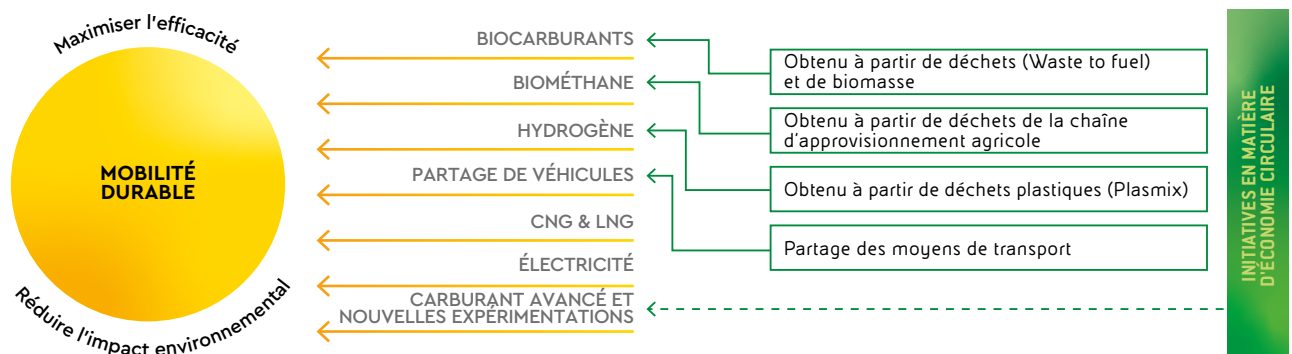 Maximiser l'efficacité
MOBILITÉ
DURABLE
Réduire l'impact environnemental
BIOCARBURANTS
BIOMÉTHANE
HYDROGÈNE
PARTAGE DE VÉHICULES
CNG & LNG
ÉLECTRICITÉ
CARBURANT AVANCÉ ET
NOUVELLES EXPÉRIMENTATIONS
Obtenu à partir de déchets (Waste to fuel)
et de biomasse
Obtenu à partir de déchets de la chaîne
d'approvisionnement agricole
Obtenu à partir de déchets plastiques (Plasmix)
Partage des moyens de transport
INITIATIVES EN MATIÈRE
D'ÉCONOMIE CIRCULAIRE